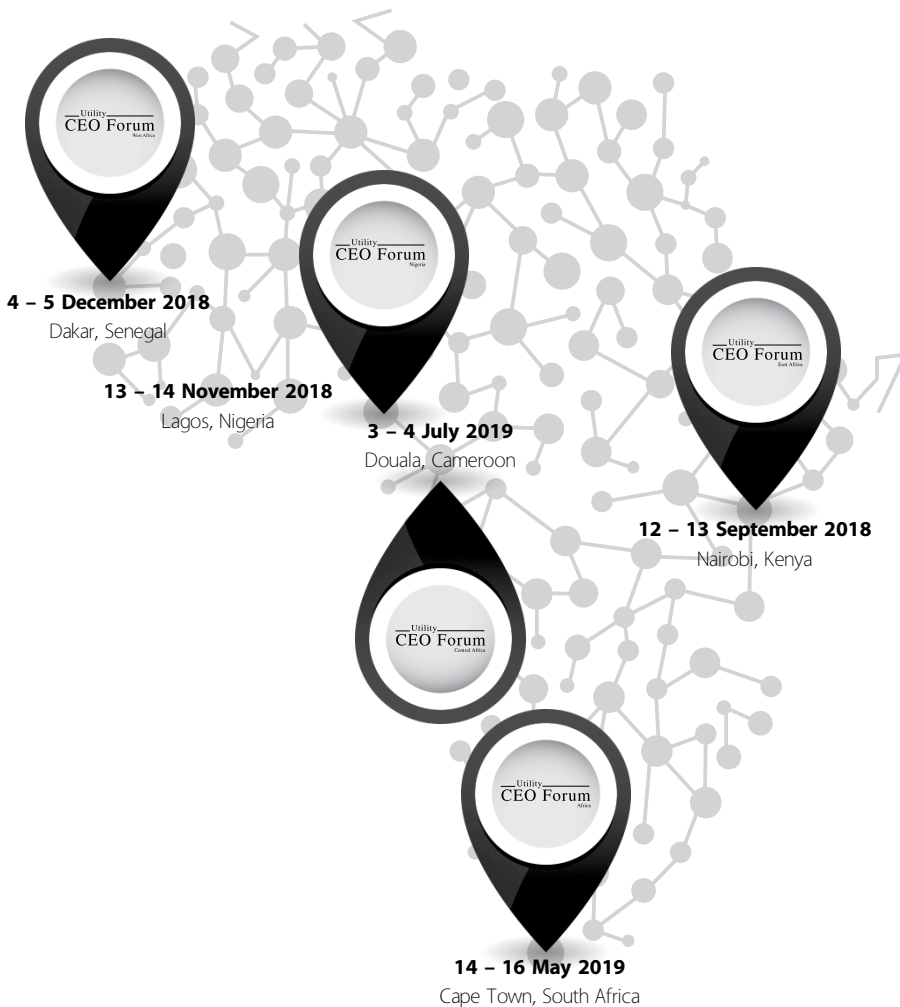 Utility
CEO Forum
West Africa
4 – 5 December 2018
Dakar, Senegal
Utility
CEO Forum
Nigeria
13 – 14 November 2018
Lagos, Nigeria
Utility
CEO Forum
East Africa
12 – 13 September 2018
Nairobi, Kenya
3 – 4 July 2019
Douala, Cameroon
Utility
CEO Forum
Central Africa
Utility
CEO Forum
Africa
14 – 16 May 2019
Cape Town, South Africa